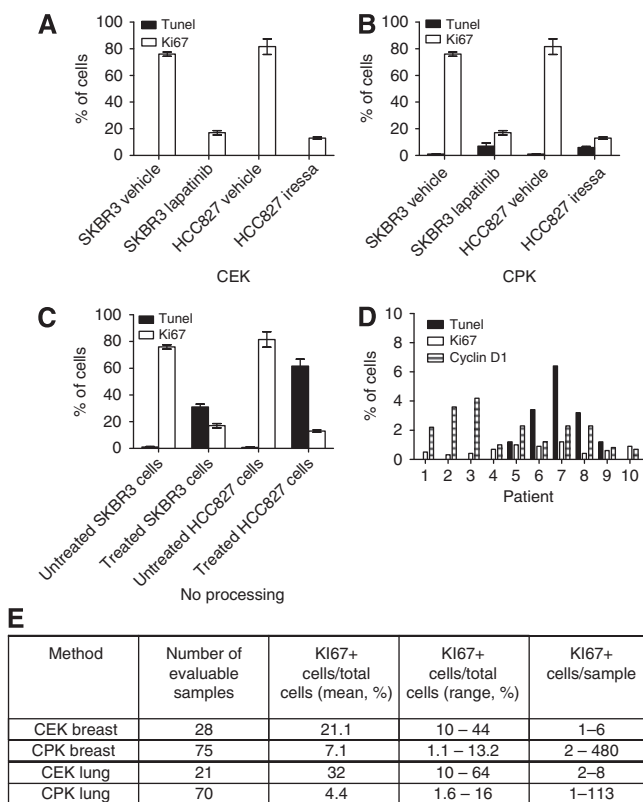 A
Tunel
Ki67
% of cells
80
60
40
20
0
SKBR3 vehicle
SKBR3 lapatinib
HCC827 vehicle
HCC827 iressa
CEK
B
Tunel
Ki67
% of cells
100
80
60
40
20
0
SKBR3 vehicle
SKBR3 lapatinib
HCC827 vehicle
HCC827 iressa
CPK
C
Tunel
Ki67
% of cells
100
80
60
40
20
0
Untreated SKBR3 cells
Treated SKBR3 cells
Untreated HCC827 cells
Treated HCC827 cells
No processing
D
Tunel
Ki67
Cyclin D1
% of cells
10
8
6
4
2
0
1 2 3 4 5 6 7 8 9 10
Patient
E
Method
Number of
evaluable
samples
KI67+
cells/total
cells (mean, %)
KI67+
cells/total
cells (range, %)
KI67+
cells/sample
CEK breast 28 21.1 10 – 44 1–6
CPK breast 75 7.1 1.1 – 13.2 2 – 480
CEK lung 21 32 10 – 64 2–8
CPK lung 70 4.4 1.6 – 16 1–113